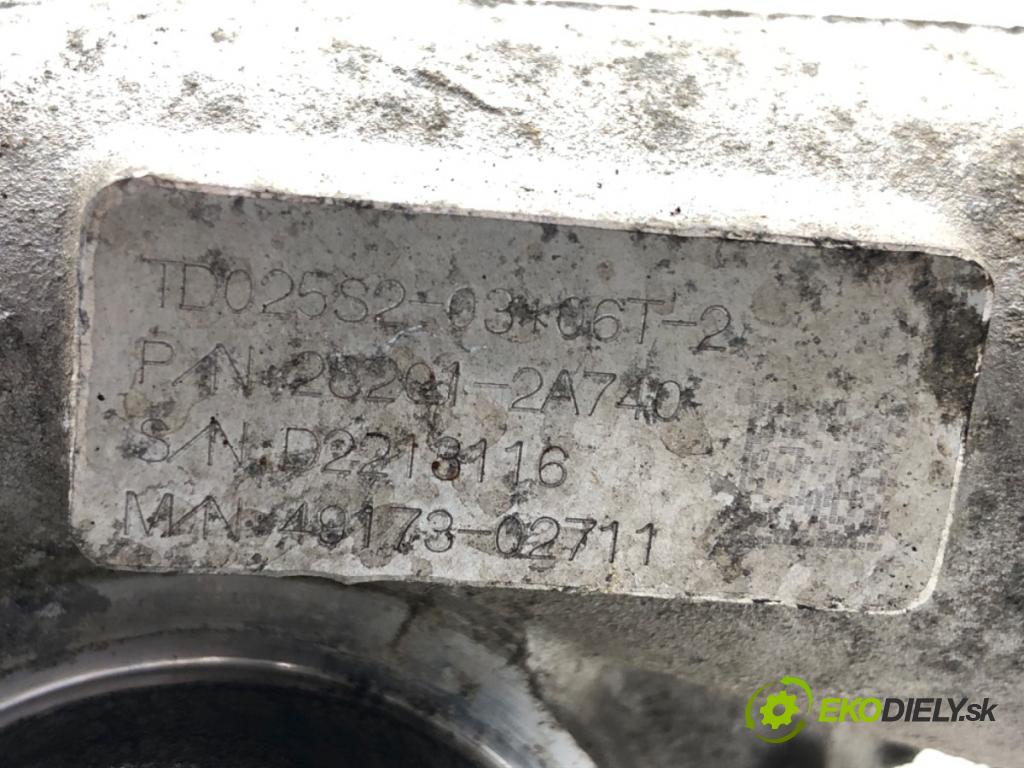 TD025S2-03*06T-2
P/N 28201-2A740
S/N D2213116
M/N 49173-02711
EKODIELY.sk